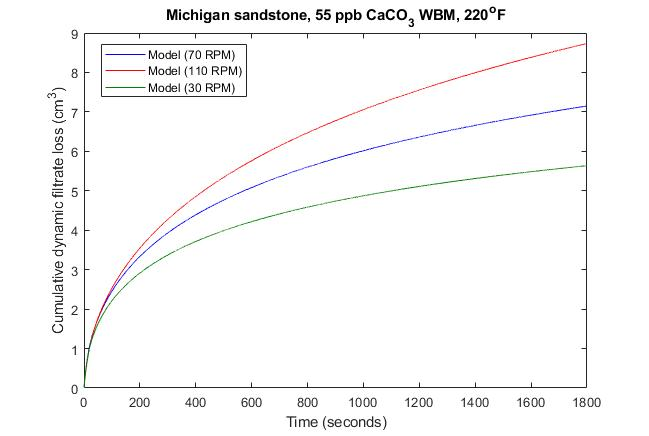 Michigan sandstone, 55 ppb CaCO3 WBM, 220oF
Model (70 RPM)
Model (110 RPM)
Model (30 RPM)
Cumulative dynamic filtrate loss (cm3)
9
8
7
6
5
4
3
2
1
0
0 200 400 600 800 1000 1200 1400 1600 1800
Time (seconds)